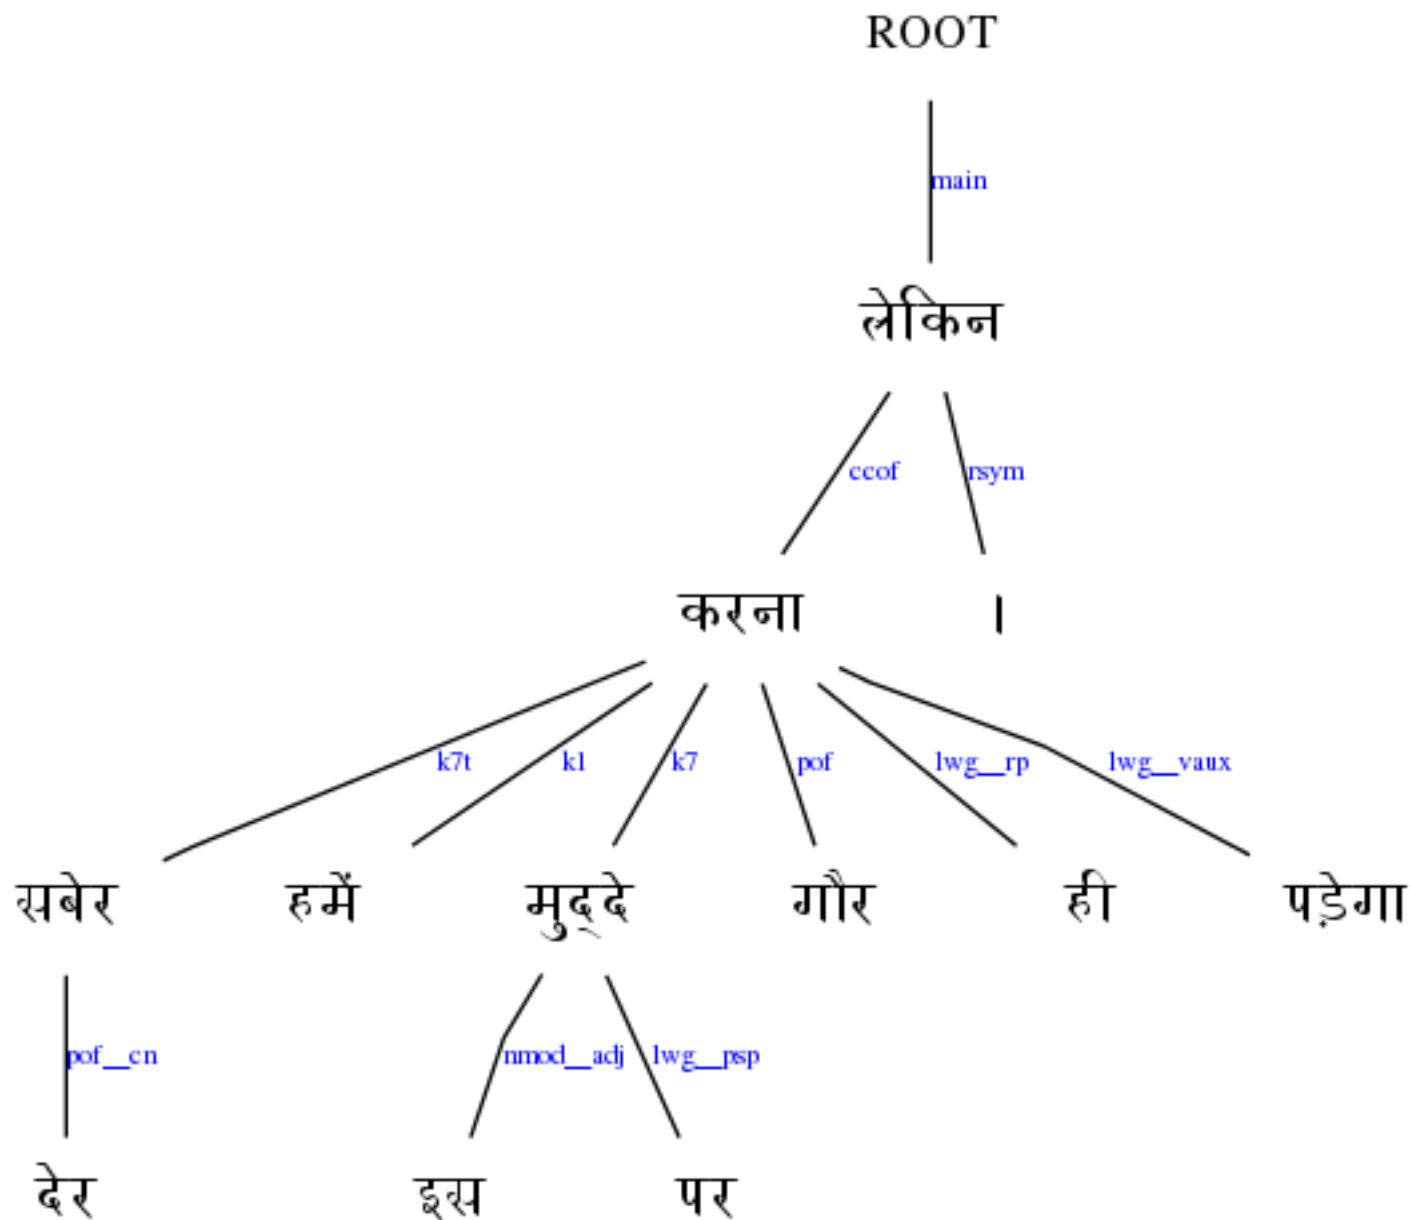 ROOT
main
लेकिन
ccof rsym
करना ।
k7t k1 k7 pof lwg__rp lwg__vaux
सबेर हमें मुद्दे गौर ही पड़ेगा
pof__cn nmod__adj lwg__psp
देर इस पर